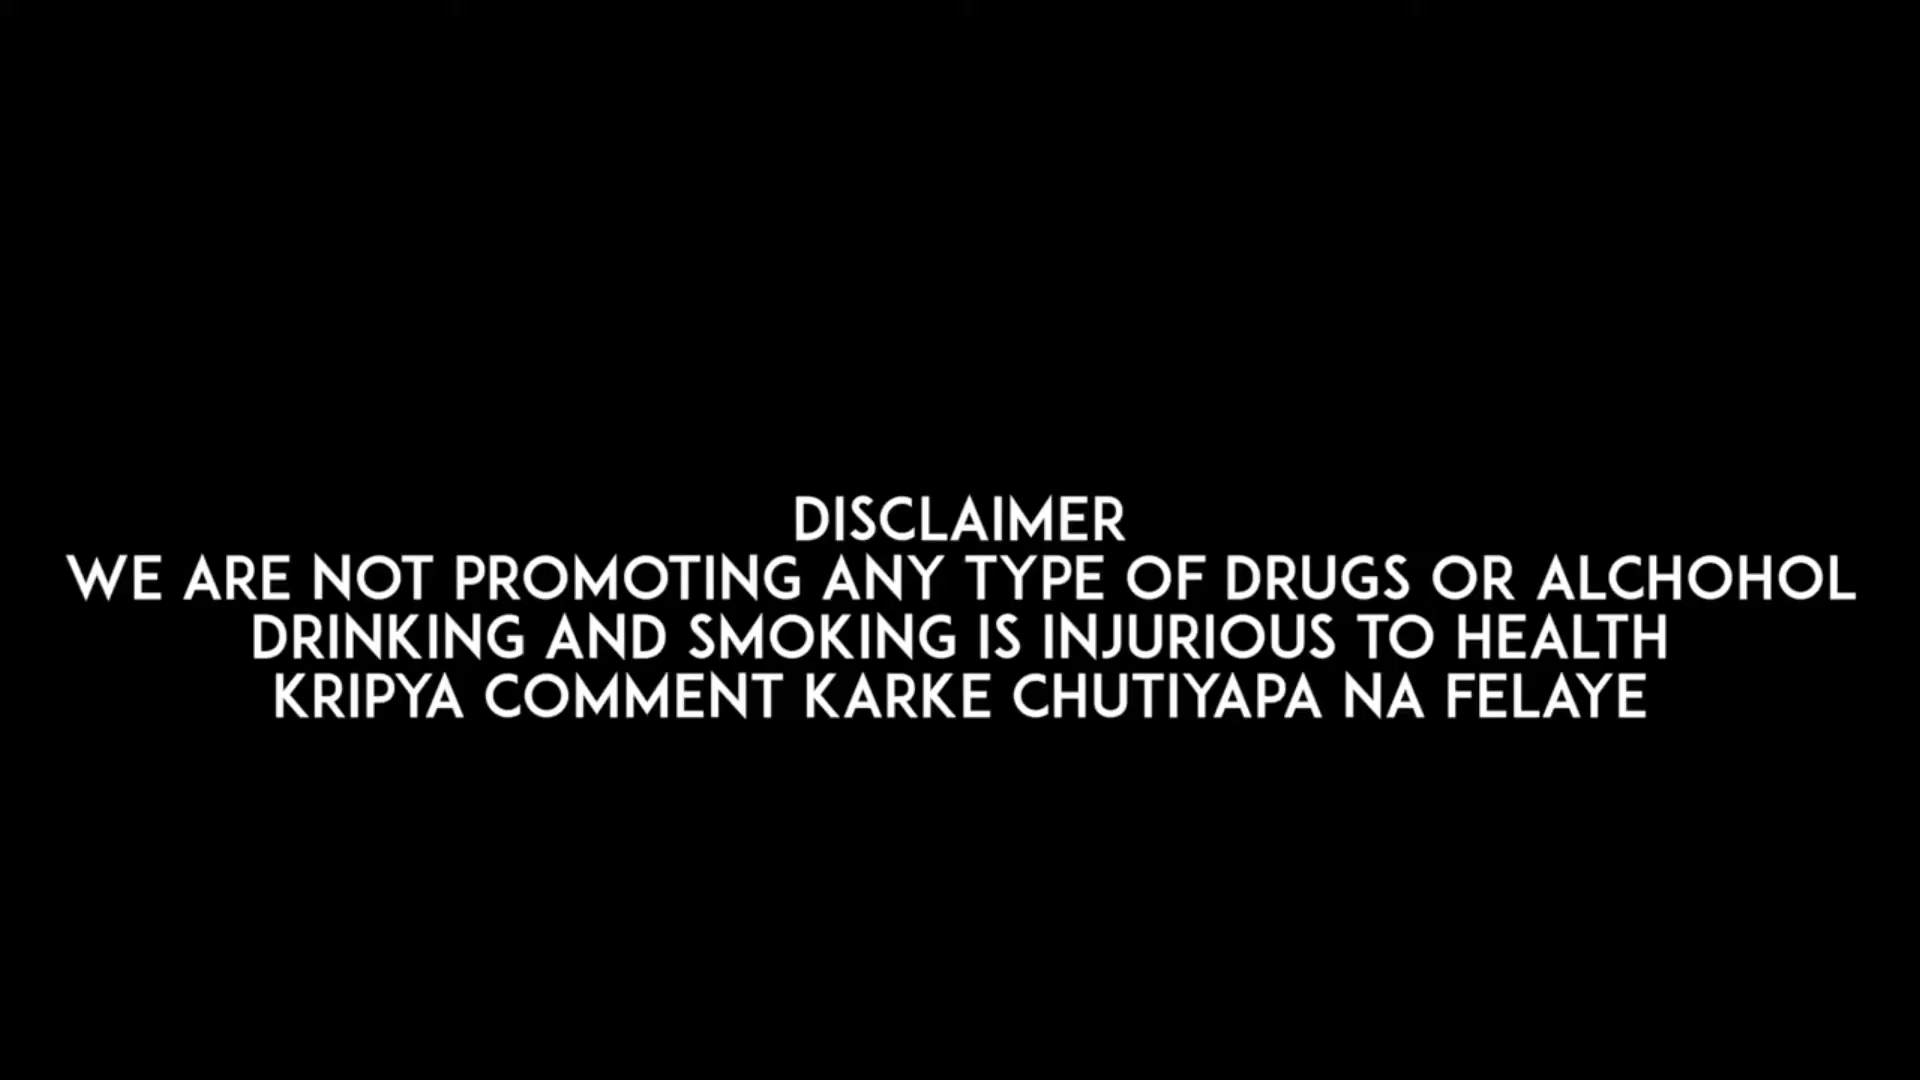 DISCLAIMER
WE ARE NOT PROMOTING ANY TYPE OF DRUGS OR ALCHOHOL
DRINKING AND SMOKING IS INJURIOUS TO HEALTH
KRIPYA COMMENT KARKE CHUTIYAPA NA FELAYE